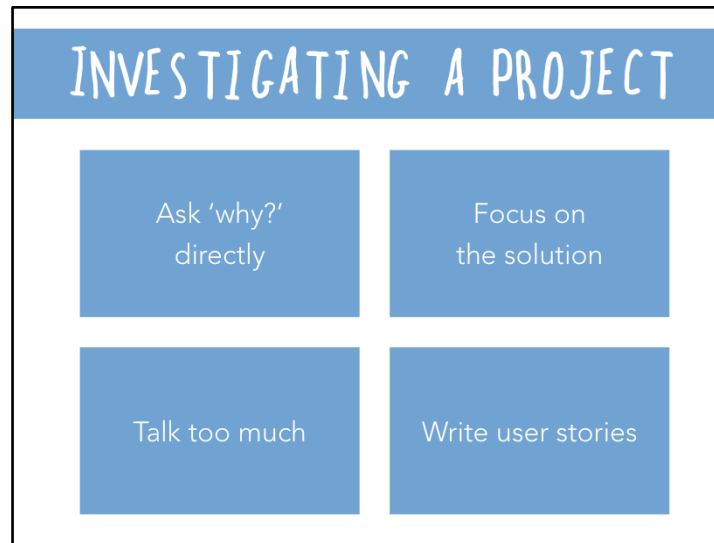 INVESTIGATING A PROJECT
Ask ‘why?’
directly
Focus on
the solution
Talk too much
Write user stories